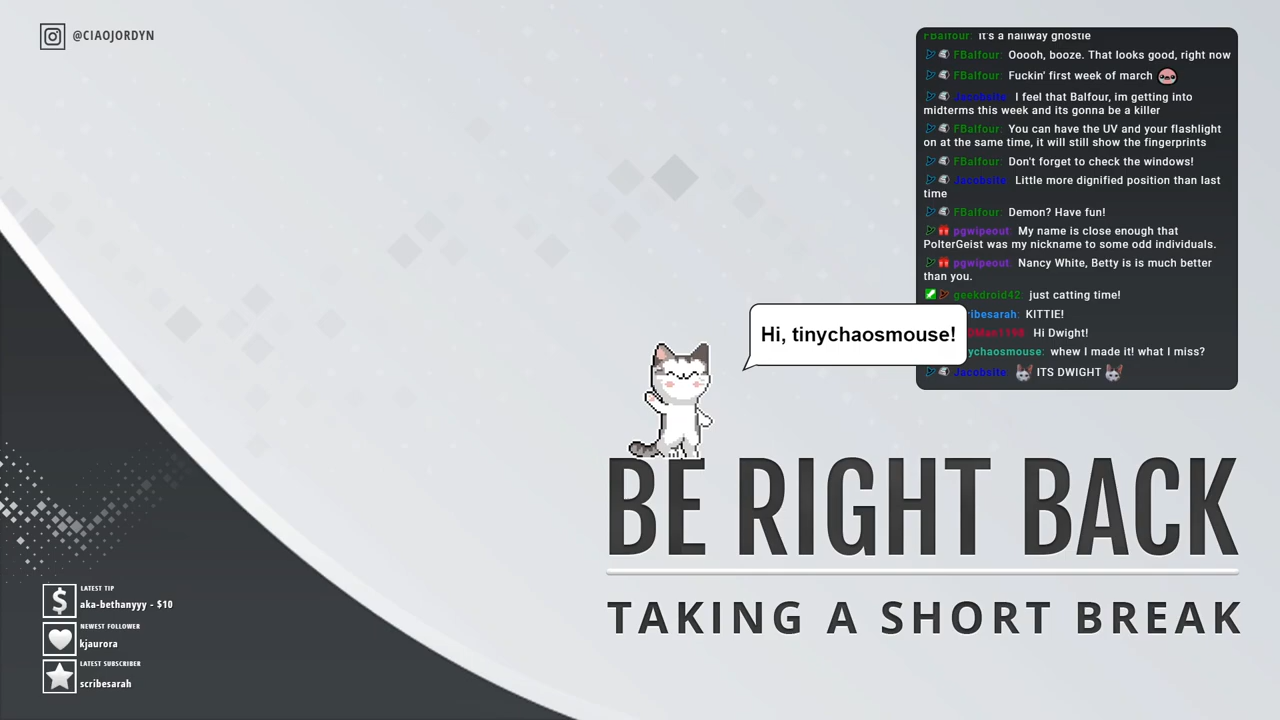 @CIAOJORDYN
FBalfour: It's a hallway ghostie
FBalfour: Ooooh, booze. That looks good, right now
FBalfour: Fuckin' first week of march
Jacobsite: I feel that Balfour, im getting into
midterms this week and its gonna be a killer
FBalfour: You can have the UV and your flashlight
on at the same time, it will still show the fingerprints
FBalfour: Don't forget to check the windows!
Jacobsite: Little more dignified position than last
time
FBalfour: Demon? Have fun!
pgwipeout: My name is close enough that
PolterGeist was my nickname to some odd individuals.
pgwipeout: Nancy White, Betty is is much better
than you.
geekdroid42: just catting time!
ribesarah: KITTIE!
Hi Dwight!
ychaosmouse: whew I made it! what I miss?
Jacobsite: ITS DWIGHT
Hi, tinychaosmouse!
BE RIGHT BACK
TAKING A SHORT BREAK
LATEST TIP
aka-bethanyyy - $10
NEWEST FOLLOWER
kjaurora
LATEST SUBSCRIBER
scribesarah